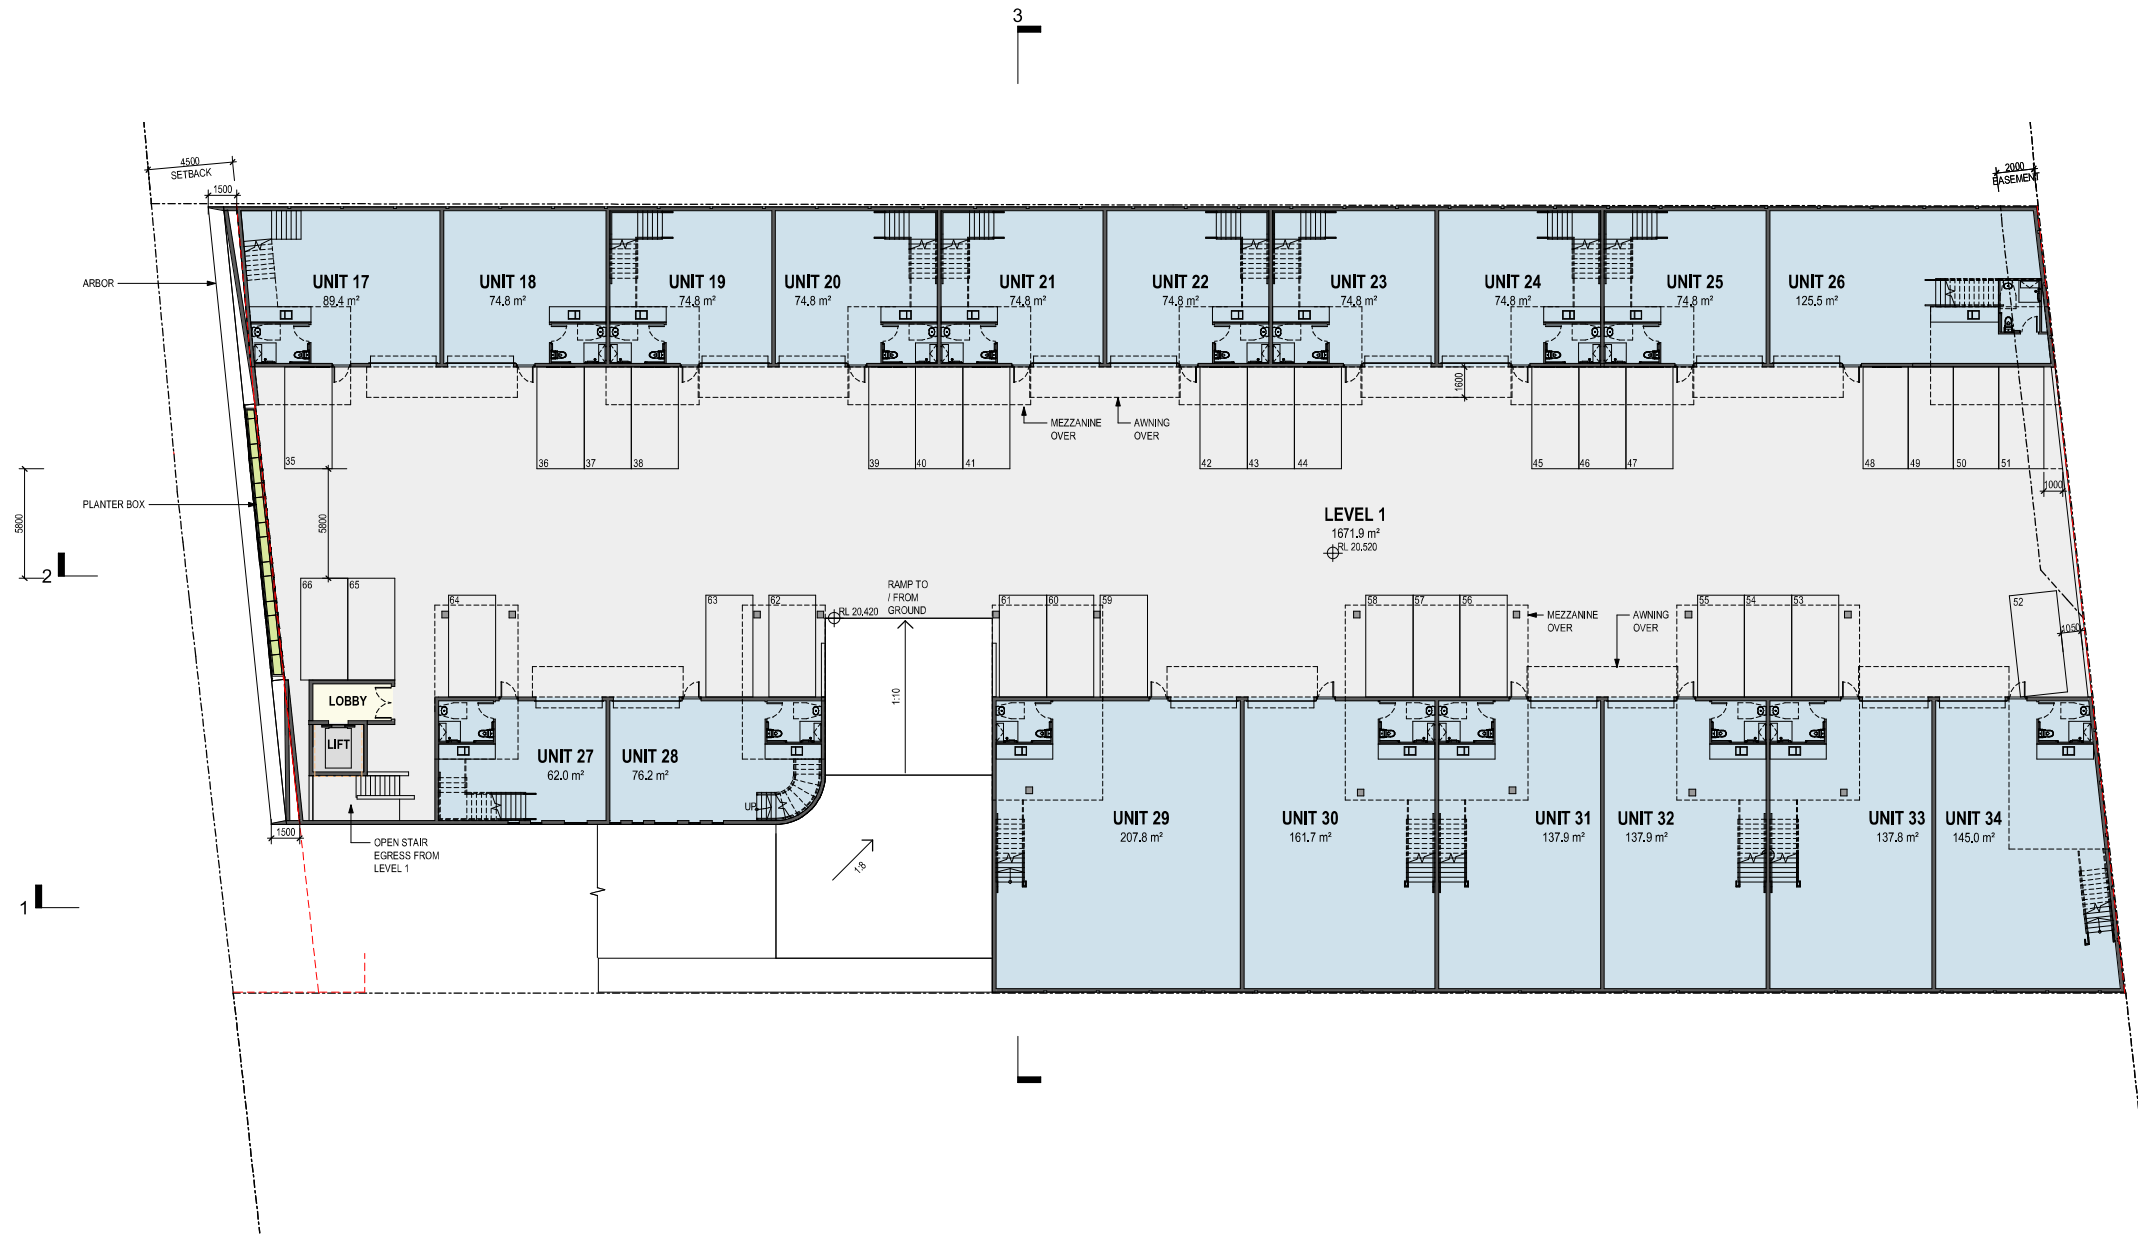 3
4500
SETBACK
1500
2000
EASEMENT
ARBOR
UNIT 17
89.4 m²
UNIT 18
74.8 m²
UNIT 19
74.8 m²
UNIT 20
74.8 m²
UNIT 21
74.8 m²
UNIT 22
74.8 m²
UNIT 23
74.8 m²
UNIT 24
74.8 m²
UNIT 25
74.8 m²
UNIT 26
125.5 m²
1600
MEZZANINE
OVER
AWNING
OVER
35
36
37
38
39
40
41
42
43
44
45
46
47
48
49
50
51
1000
PLANTER BOX
5800
5800
LEVEL 1
1671.9 m²
RL 20.520
2
66
65
64
63
62
RL 20.420
RAMP TO
/ FROM
GROUND
61
60
59
58
57
56
MEZZANINE
OVER
AWNING
OVER
55
54
53
52
1050
1:10
LOBBY
LIFT
UNIT 27
62.0 m²
UNIT 28
76.2 m²
UP
UNIT 29
207.8 m²
UNIT 30
161.7 m²
UNIT 31
137.9 m²
UNIT 32
137.9 m²
UNIT 33
137.8 m²
UNIT 34
145.0 m²
1500
OPEN STAIR
EGRESS FROM
LEVEL 1
1:8
1